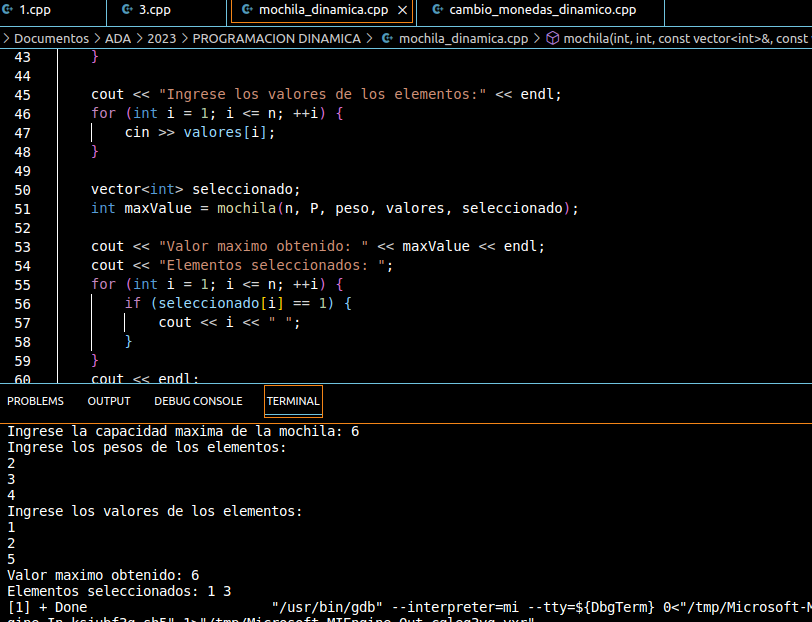 1.cpp 3.cpp mochila_dinamica.cpp cambio_monedas_dinamico.cpp
> Documentos > ADA > 2023 > PROGRAMACION DINAMICA > mochila_dinamica.cpp > mochila(int, int, const vector<int>&, const
43 }
44
45 cout << "Ingrese los valores de los elementos:" << endl;
46 for (int i = 1; i <= n; ++i) {
47 cin >> valores[i];
48 }
49
50 vector<int> seleccionado;
51 int maxValue = mochila(n, P, peso, valores, seleccionado);
52
53 cout << "Valor maximo obtenido: " << maxValue << endl;
54 cout << "Elementos seleccionados: ";
55 for (int i = 1; i <= n; ++i) {
56 if (seleccionado[i] == 1) {
57 cout << i << " ";
58 }
59 }
60 cout << endl;
PROBLEMS OUTPUT DEBUG CONSOLE TERMINAL
Ingrese la capacidad maxima de la mochila: 6
Ingrese los pesos de los elementos:
2
3
4
Ingrese los valores de los elementos:
1
2
5
Valor maximo obtenido: 6
Elementos seleccionados: 1 3
[1] + Done "/usr/bin/gdb" --interpreter=mi --tty=${DbgTerm} 0<"/tmp/Microsoft-M